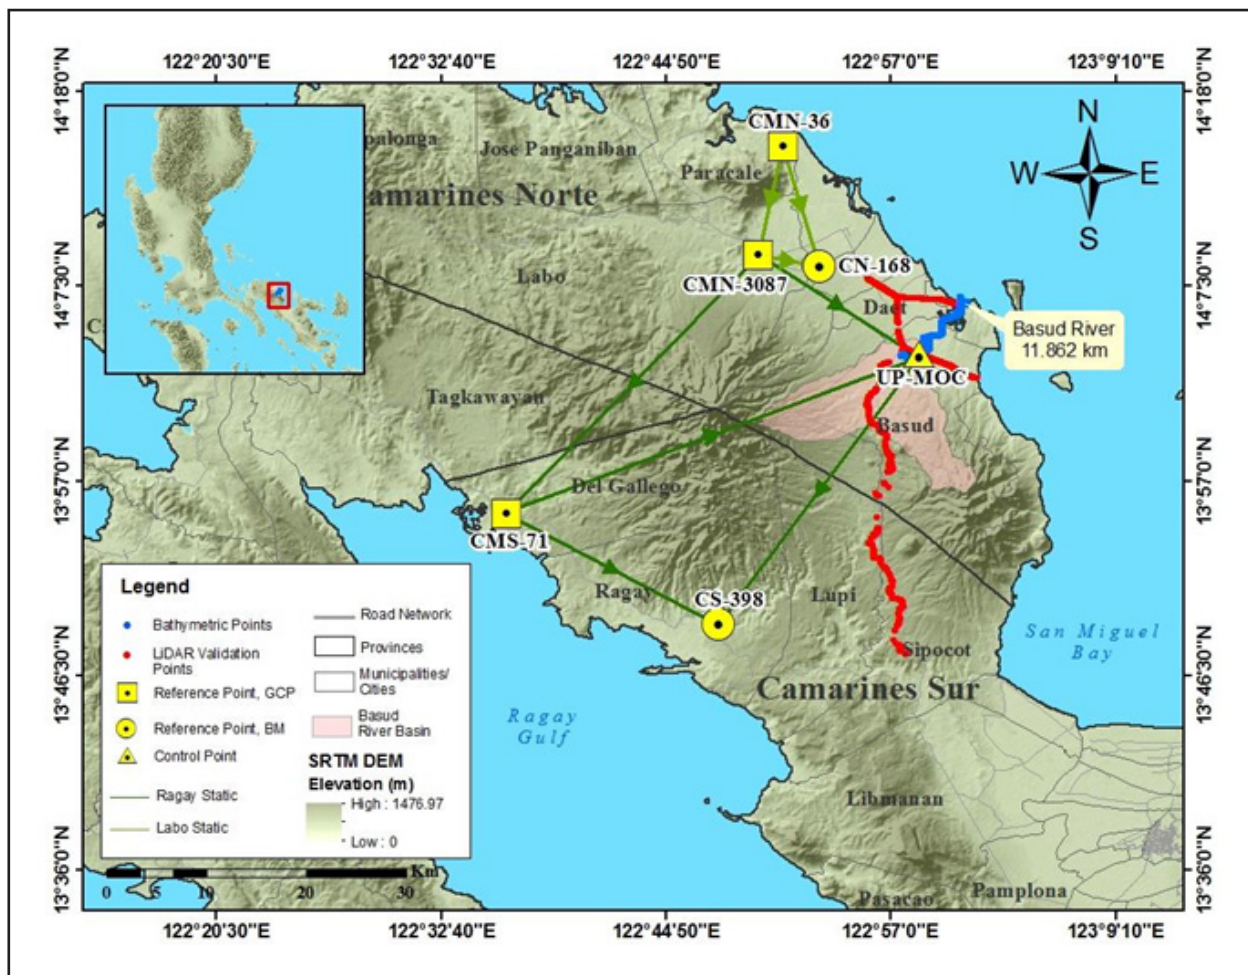 122°20'30"E 122°32'40"E 122°44'50"E 122°57'0"E 123°9'10"E
14°18'0"N
14°18'0"N
N
W E
S
CMN-36
palonga
Jose Panganiban
Paracale
Camarines Norte
CN-168
CMN-3087
Labo
14°7'30"N
14°7'30"N
Daet
Basud River
11.862 km
UP-MOC
Tagkawayan
Basud
13°57'0"N
13°57'0"N
Del Gallego
CMS-71
Ragay
CS-398
Lupi
San Miguel
Bay
Sipocot
13°46'30"N
13°46'30"N
Camarines Sur
Ragay
Gulf
Libmanan
13°36'0"N
13°36'0"N
Pasacao
Pamplona
Legend
Bathymetric Points
LiDAR Validation
Points
Reference Point, GCP
Reference Point, BM
Control Point
Ragay Static
Labo Static
Road Network
Provinces
Municipalities/
Cities
Basud
River Basin
SRTM DEM
Elevation (m)
High : 1476.97
Low : 0
0 5 10 20 30 Km
122°20'30"E 122°32'40"E 122°44'50"E 122°57'0"E 123°9'10"E